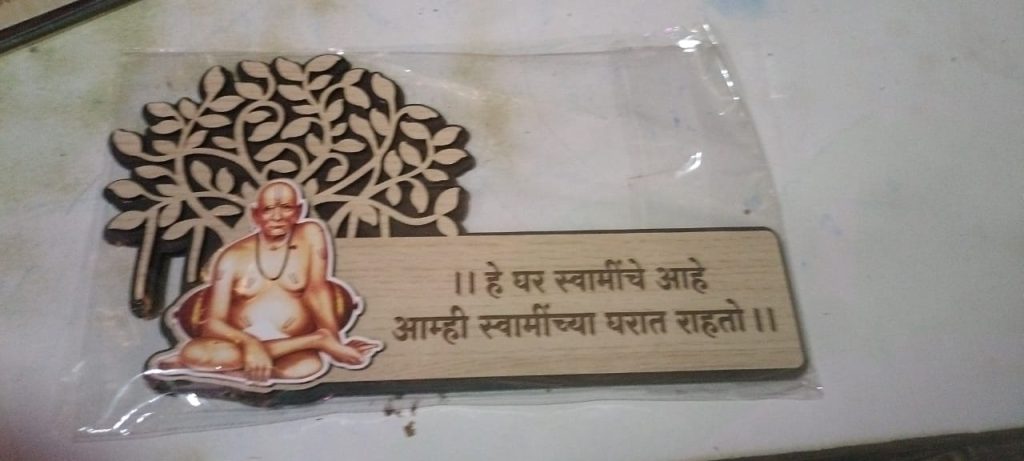 ।। हे घर स्वामींचे आहे
आम्ही स्वामींच्या घरात राहतो ।।